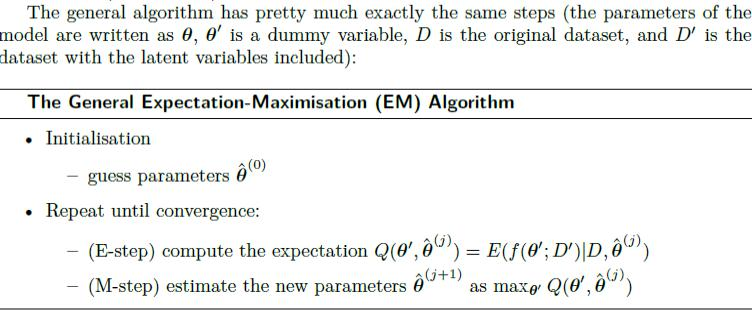 The general algorithm has pretty much exactly the same steps (the parameters of the
model are written as θ, θ′ is a dummy variable, D is the original dataset, and D′ is the
dataset with the latent variables included):
The General Expectation-Maximisation (EM) Algorithm
• Initialisation
– guess parameters θ̂⁽⁰⁾
• Repeat until convergence:
– (E-step) compute the expectation Q(θ′, θ̂⁽ʲ⁾) = E(f(θ′; D′)|D, θ̂⁽ʲ⁾)
– (M-step) estimate the new parameters θ̂⁽ʲ⁺¹⁾ as max_θ′ Q(θ′, θ̂⁽ʲ⁾)